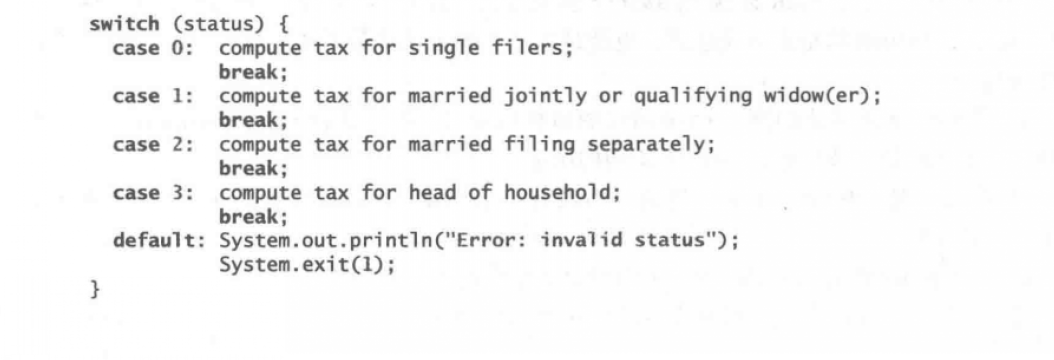 switch (status) {
  case 0:  compute tax for single filers;
           break;
  case 1:  compute tax for married jointly or qualifying widow(er);
           break;
  case 2:  compute tax for married filing separately;
           break;
  case 3:  compute tax for head of household;
           break;
  default: System.out.println("Error: invalid status");
           System.exit(1);
}